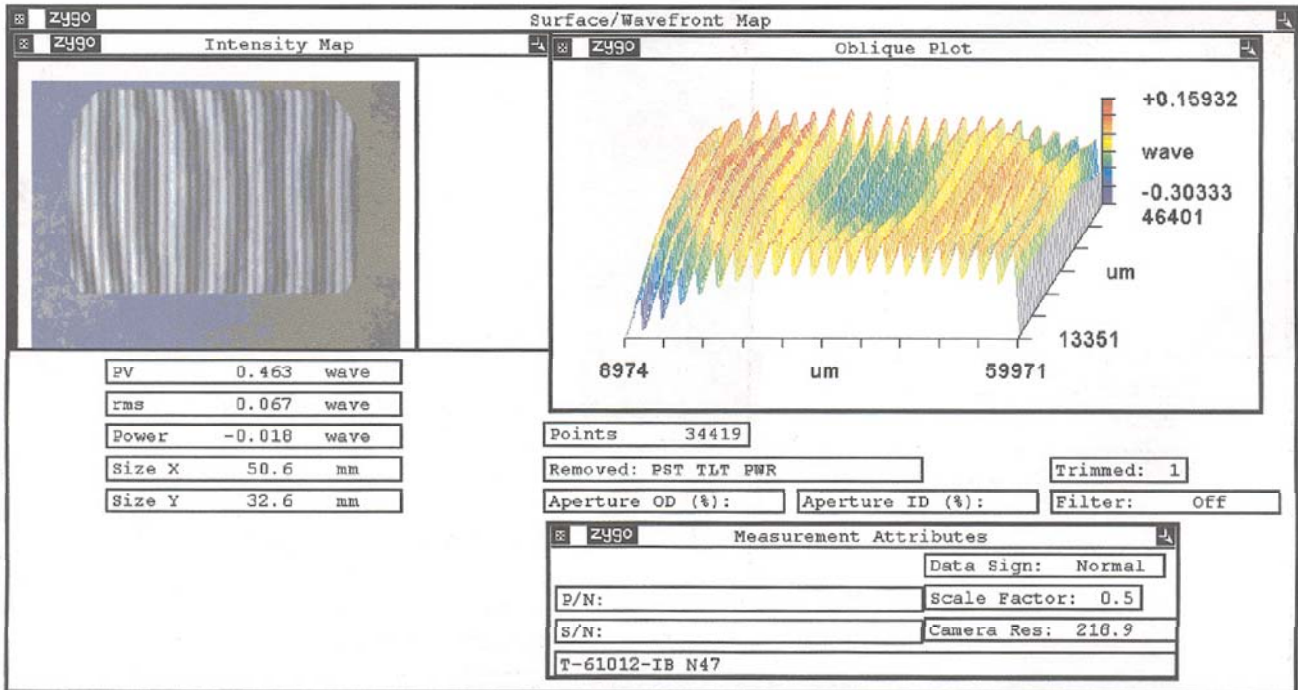 zygo Surface/Wavefront Map
zygo Intensity Map
zygo Oblique Plot
+0.15932
wave
-0.30333
46401
um
13351
8974 um 59971
PV 0.463 wave
rms 0.067 wave
Power -0.018 wave
Size X 50.6 mm
Size Y 32.6 mm
Points 34419
Removed: PST TLT PWR Trimmed: 1
Aperture OD (%): Aperture ID (%): Filter: Off
zygo Measurement Attributes
Data Sign: Normal
P/N: Scale Factor: 0.5
S/N: Camera Res: 218.9
T-61012-IB N47